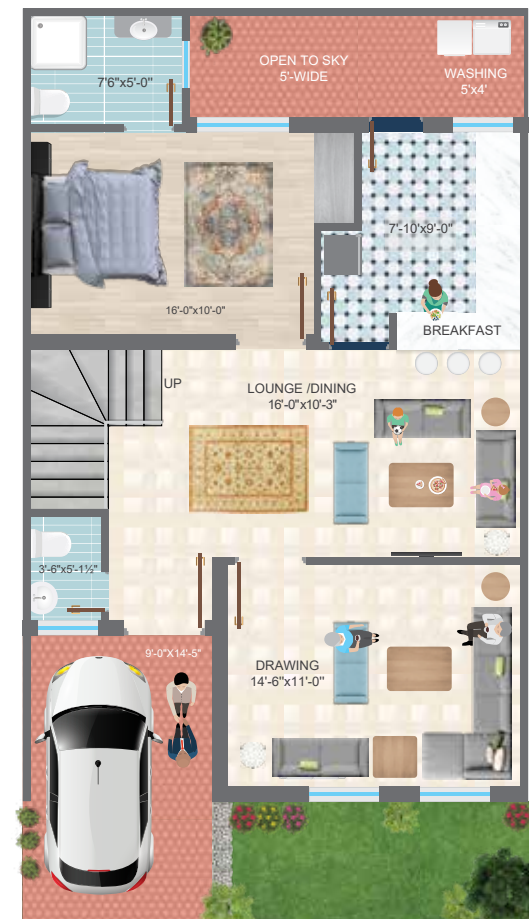 7'6"x5'-0"
OPEN TO SKY
5'-WIDE
WASHING
5'x4'
7'-10'x9'-0"
16'-0"x10'-0"
BREAKFAST
UP
LOUNGE /DINING
16'-0"x10'-3"
3'-6"x5'-1½"
9'-0"X14'-5"
DRAWING
14'-6"x11'-0"